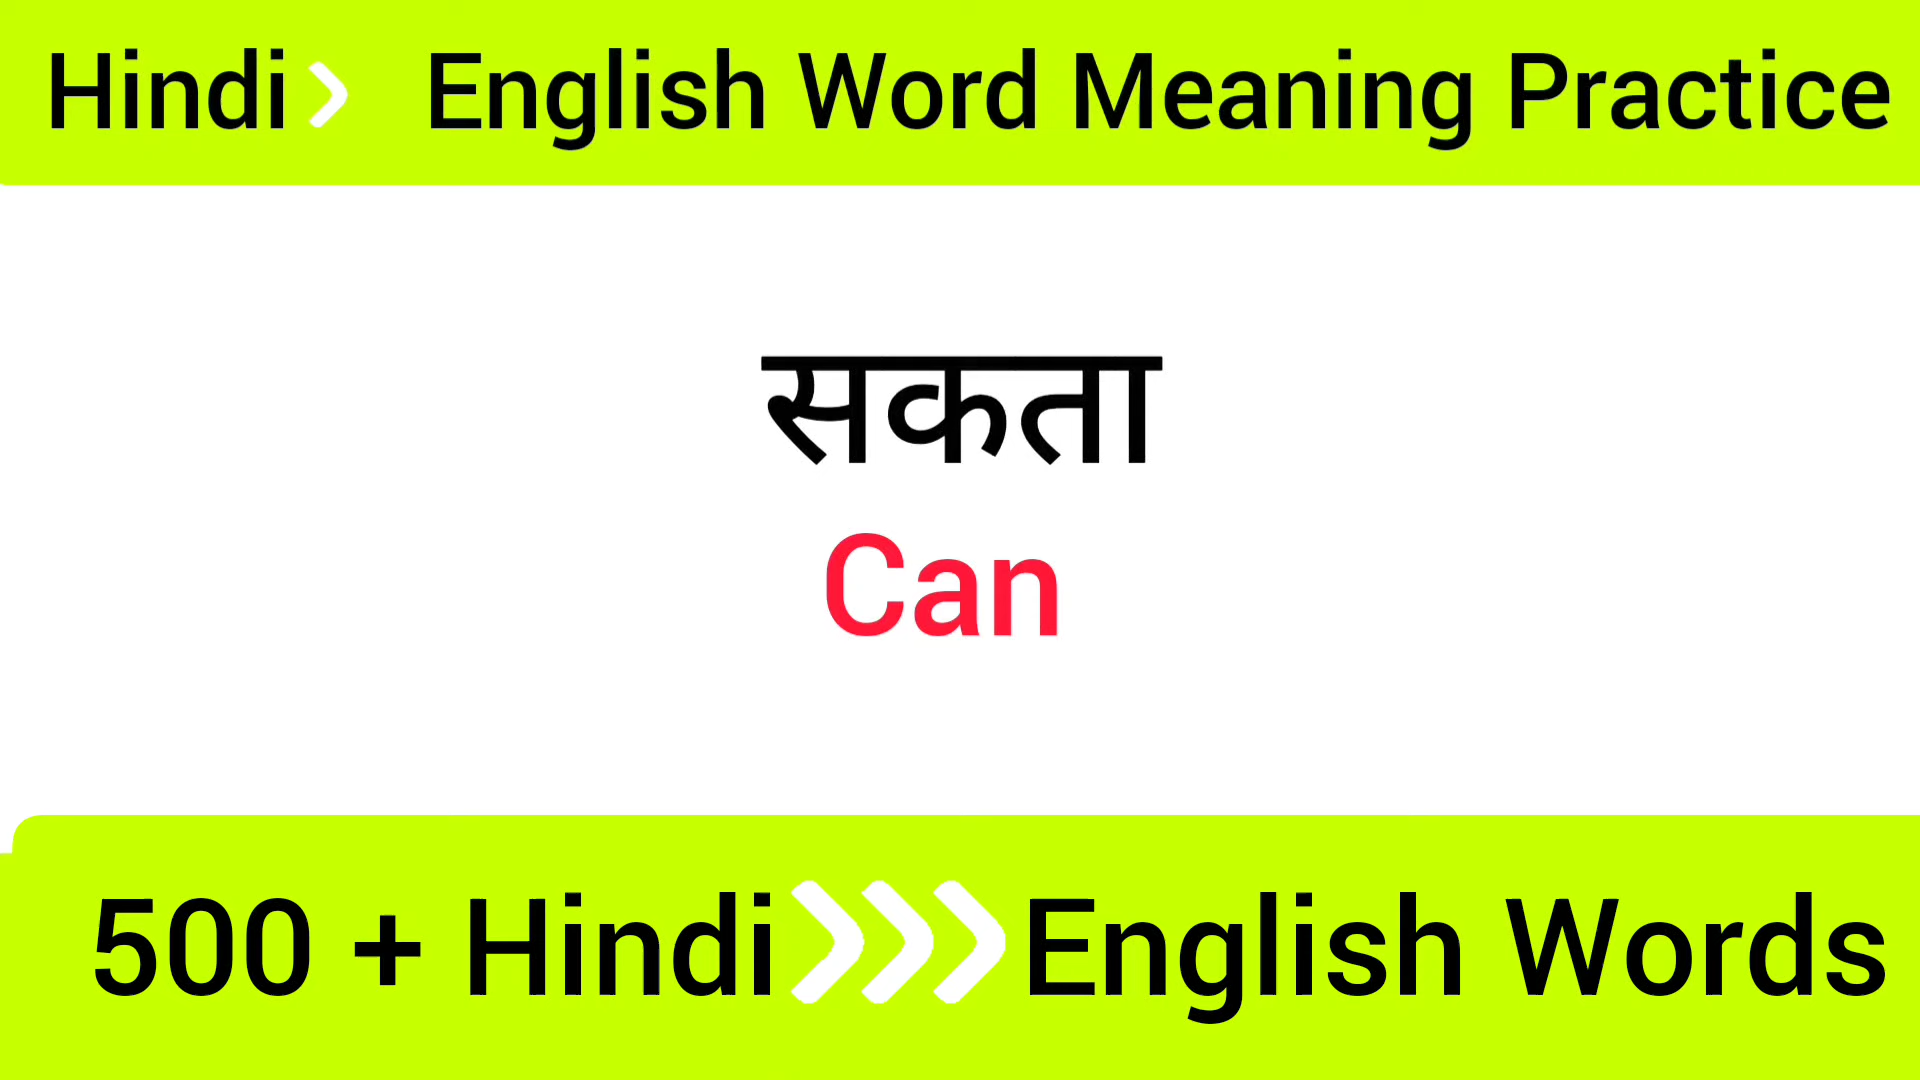 Hindi > English Word Meaning Practice
सकता
Can
500 + Hindi >>> English Words